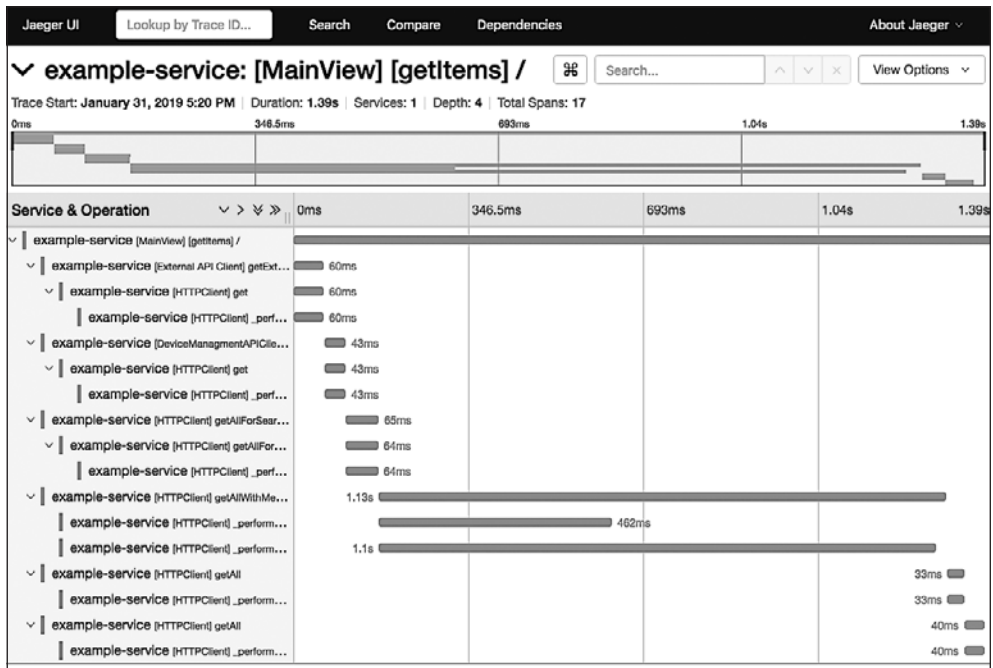 Jaeger UI Lookup by Trace ID... Search Compare Dependencies About Jaeger
example-service: [MainView] [getItems] / ⌘ Search... View Options
Trace Start: January 31, 2019 5:20 PM | Duration: 1.39s | Services: 1 | Depth: 4 | Total Spans: 17
0ms 346.5ms 693ms 1.04s 1.39s
Service & Operation 0ms 346.5ms 693ms 1.04s 1.39s
example-service [MainView] [getItems] /
example-service [External API Client] getExt... 60ms
example-service [HTTPClient] get 60ms
example-service [HTTPClient] _perf... 60ms
example-service [DeviceManagmentAPIClie... 43ms
example-service [HTTPClient] get 43ms
example-service [HTTPClient] _perf... 43ms
example-service [HTTPClient] getAllForSear... 65ms
example-service [HTTPClient] getAllFor... 64ms
example-service [HTTPClient] _perf... 64ms
example-service [HTTPClient] getAllWithMe... 1.13s
example-service [HTTPClient] _perform... 462ms
example-service [HTTPClient] _perform... 1.1s
example-service [HTTPClient] getAll 33ms
example-service [HTTPClient] _perform... 33ms
example-service [HTTPClient] getAll 40ms
example-service [HTTPClient] _perform... 40ms